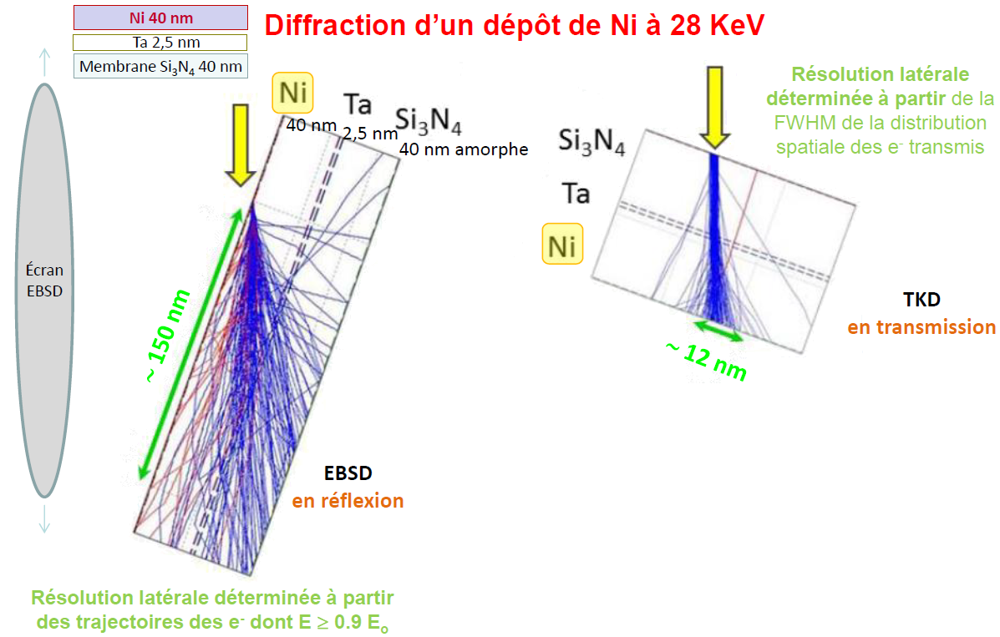 Ni 40 nm
Ta 2,5 nm
Membrane Si₃N₄ 40 nm
Diffraction d’un dépôt de Ni à 28 KeV
Écran
EBSD
Ni
40 nm
Ta
2,5 nm
Si₃N₄
40 nm amorphe
~ 150 nm
EBSD
en réflexion
Résolution latérale déterminée à partir
des trajectoires des e⁻ dont E ≥ 0.9 Eₒ
Si₃N₄
Ta
Ni
Résolution latérale
déterminée à partir de la
FWHM de la distribution
spatiale des e⁻ transmis
TKD
en transmission
~ 12 nm